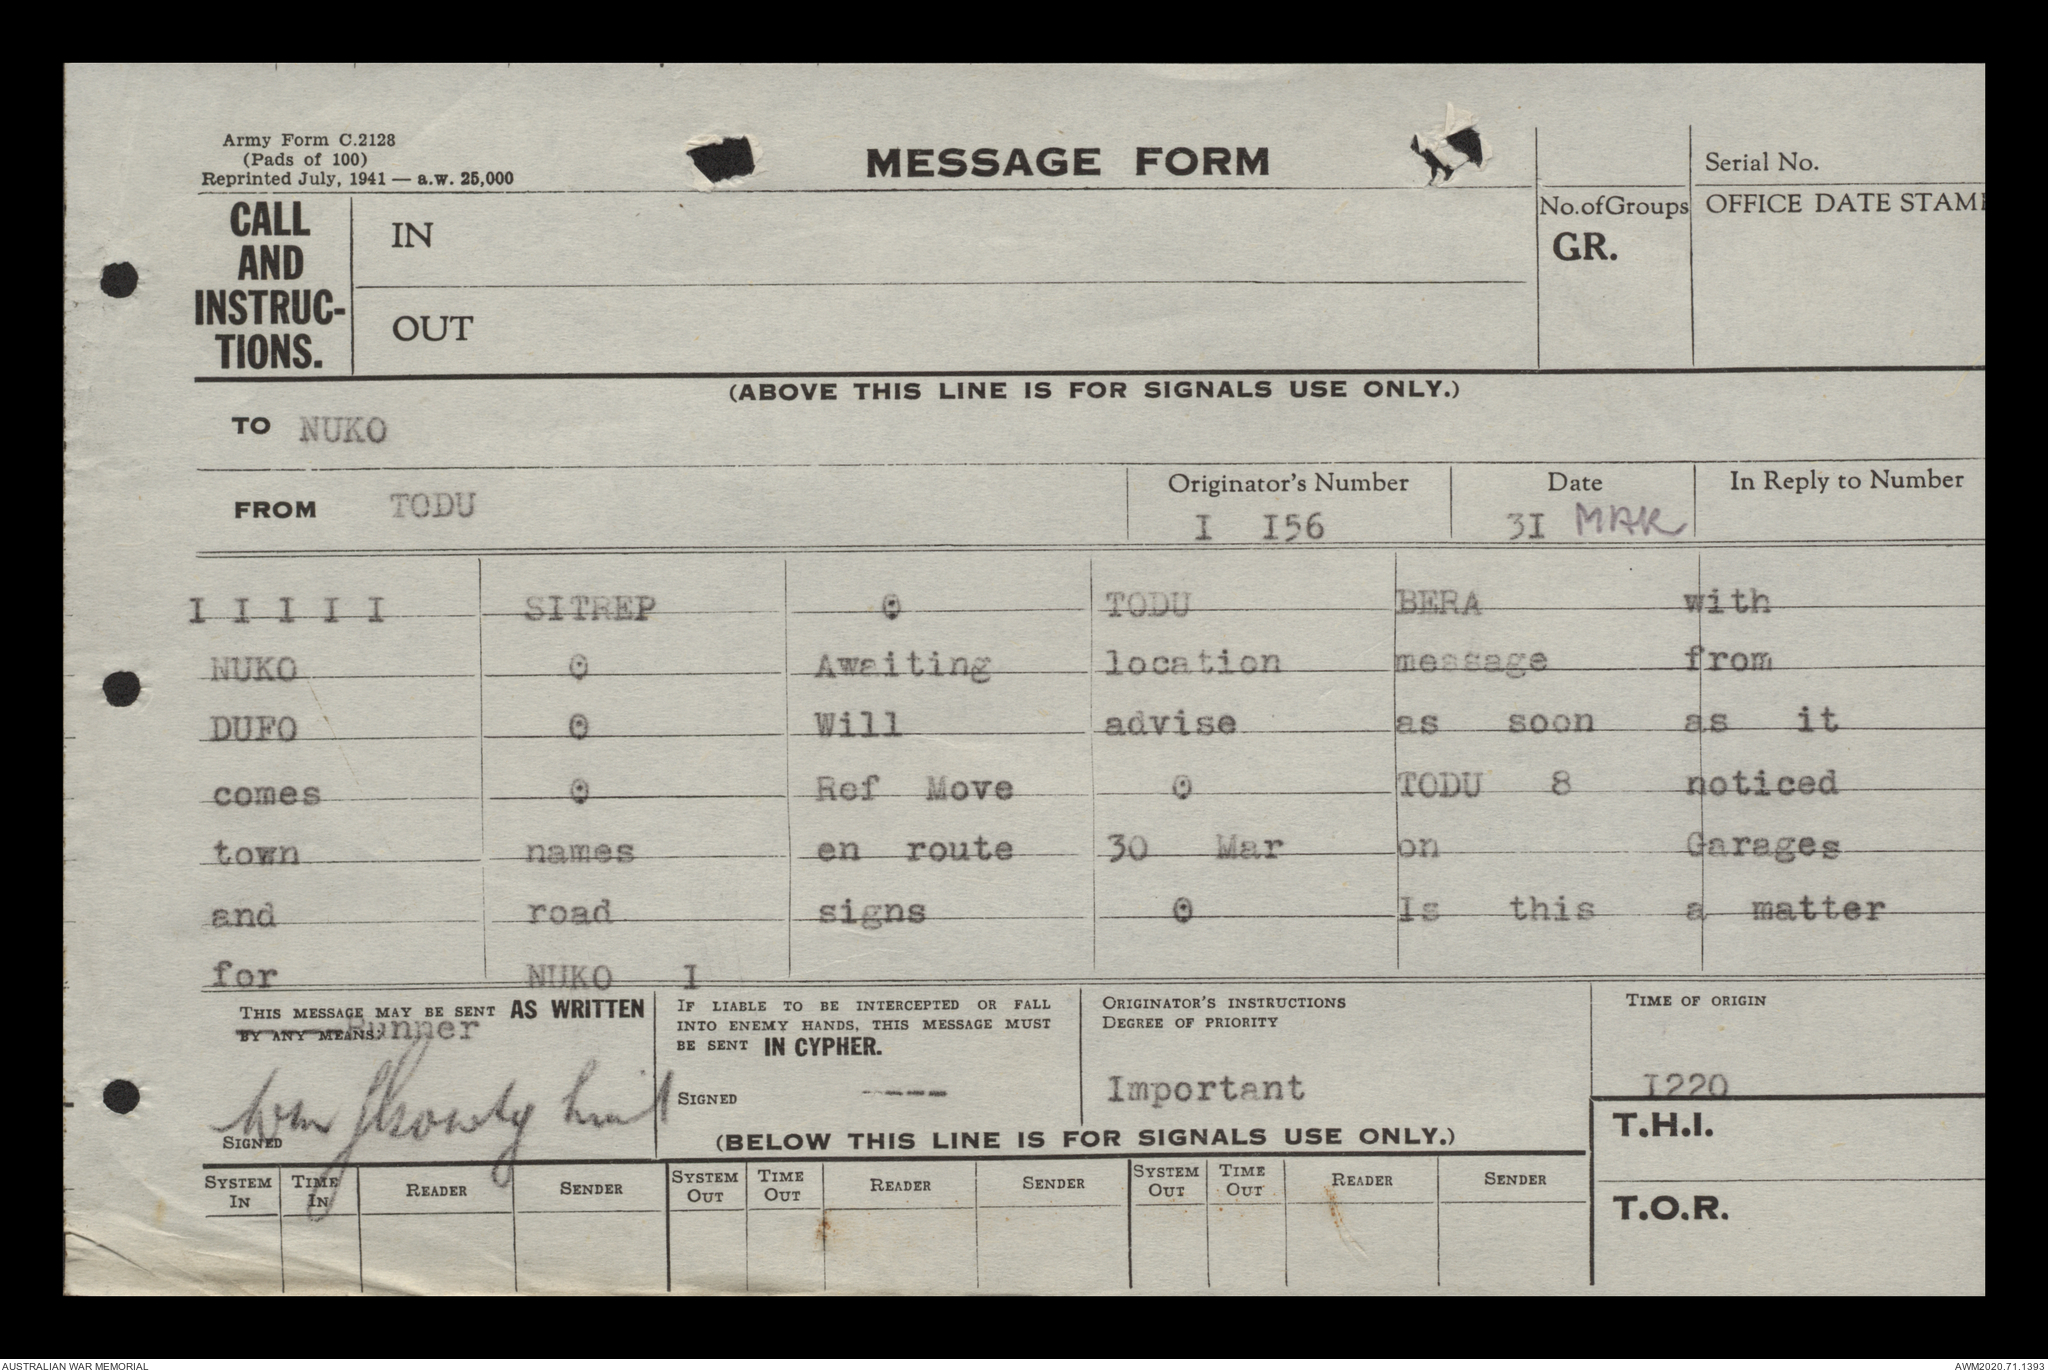 Army Form C.2128
(Pads of 100)
Reprinted July, 1941 — a.w. 25,000
MESSAGE FORM
Serial No.
CALL AND INSTRUC-TIONS.
IN
OUT
No. of Groups
GR.
OFFICE DATE STAM
(ABOVE THIS LINE IS FOR SIGNALS USE ONLY.)
TO NUKO
FROM TODU
Originator's Number
I I56
Date
3I MAR
In Reply to Number
I I I I I SITREP 0 TODU BERA with
NUKO 0 Awaiting location message from
DUFO 0 Will advise as soon as it
comes 0 Ref Move 0 TODU 8 noticed
town names en route 30 Mar on Garages
and road signs 0 Is this a matter
for NUKO I
THIS MESSAGE MAY BE SENT AS WRITTEN
BY ANY MEANS. Runner
SIGNED
IF LIABLE TO BE INTERCEPTED OR FALL
INTO ENEMY HANDS, THIS MESSAGE MUST
BE SENT IN CYPHER.
SIGNED ----
ORIGINATOR'S INSTRUCTIONS
DEGREE OF PRIORITY
Important
TIME OF ORIGIN
I220
(BELOW THIS LINE IS FOR SIGNALS USE ONLY.)
T.H.I.
T.O.R.
SYSTEM IN TIME IN READER SENDER SYSTEM OUT TIME OUT READER SENDER SYSTEM OUT TIME OUT READER SENDER
AUSTRALIAN WAR MEMORIAL
AWM2020.71.1393